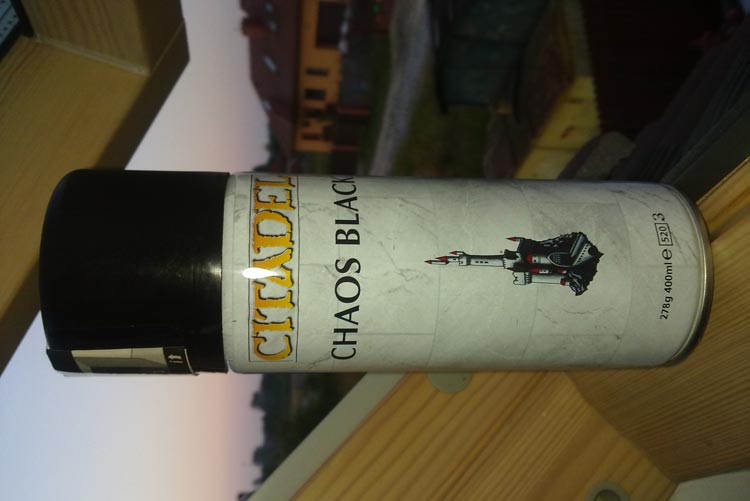 CITADEL
CHAOS BLACK
278g 400ml ℮ 520 3